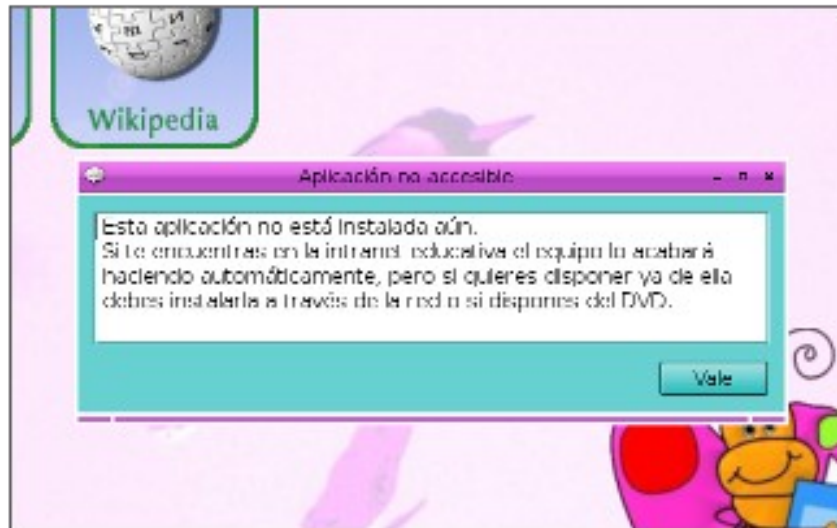 Wikipedia
Aplicación no accesible
Esta aplicación no está instalada aún.
Si te encuentras en la intranet educativa el equipo lo acabará
haciendo automáticamente, pero si quieres disponer ya de ella
debes instalarla a través de la red o si dispones del DVD.
Vale